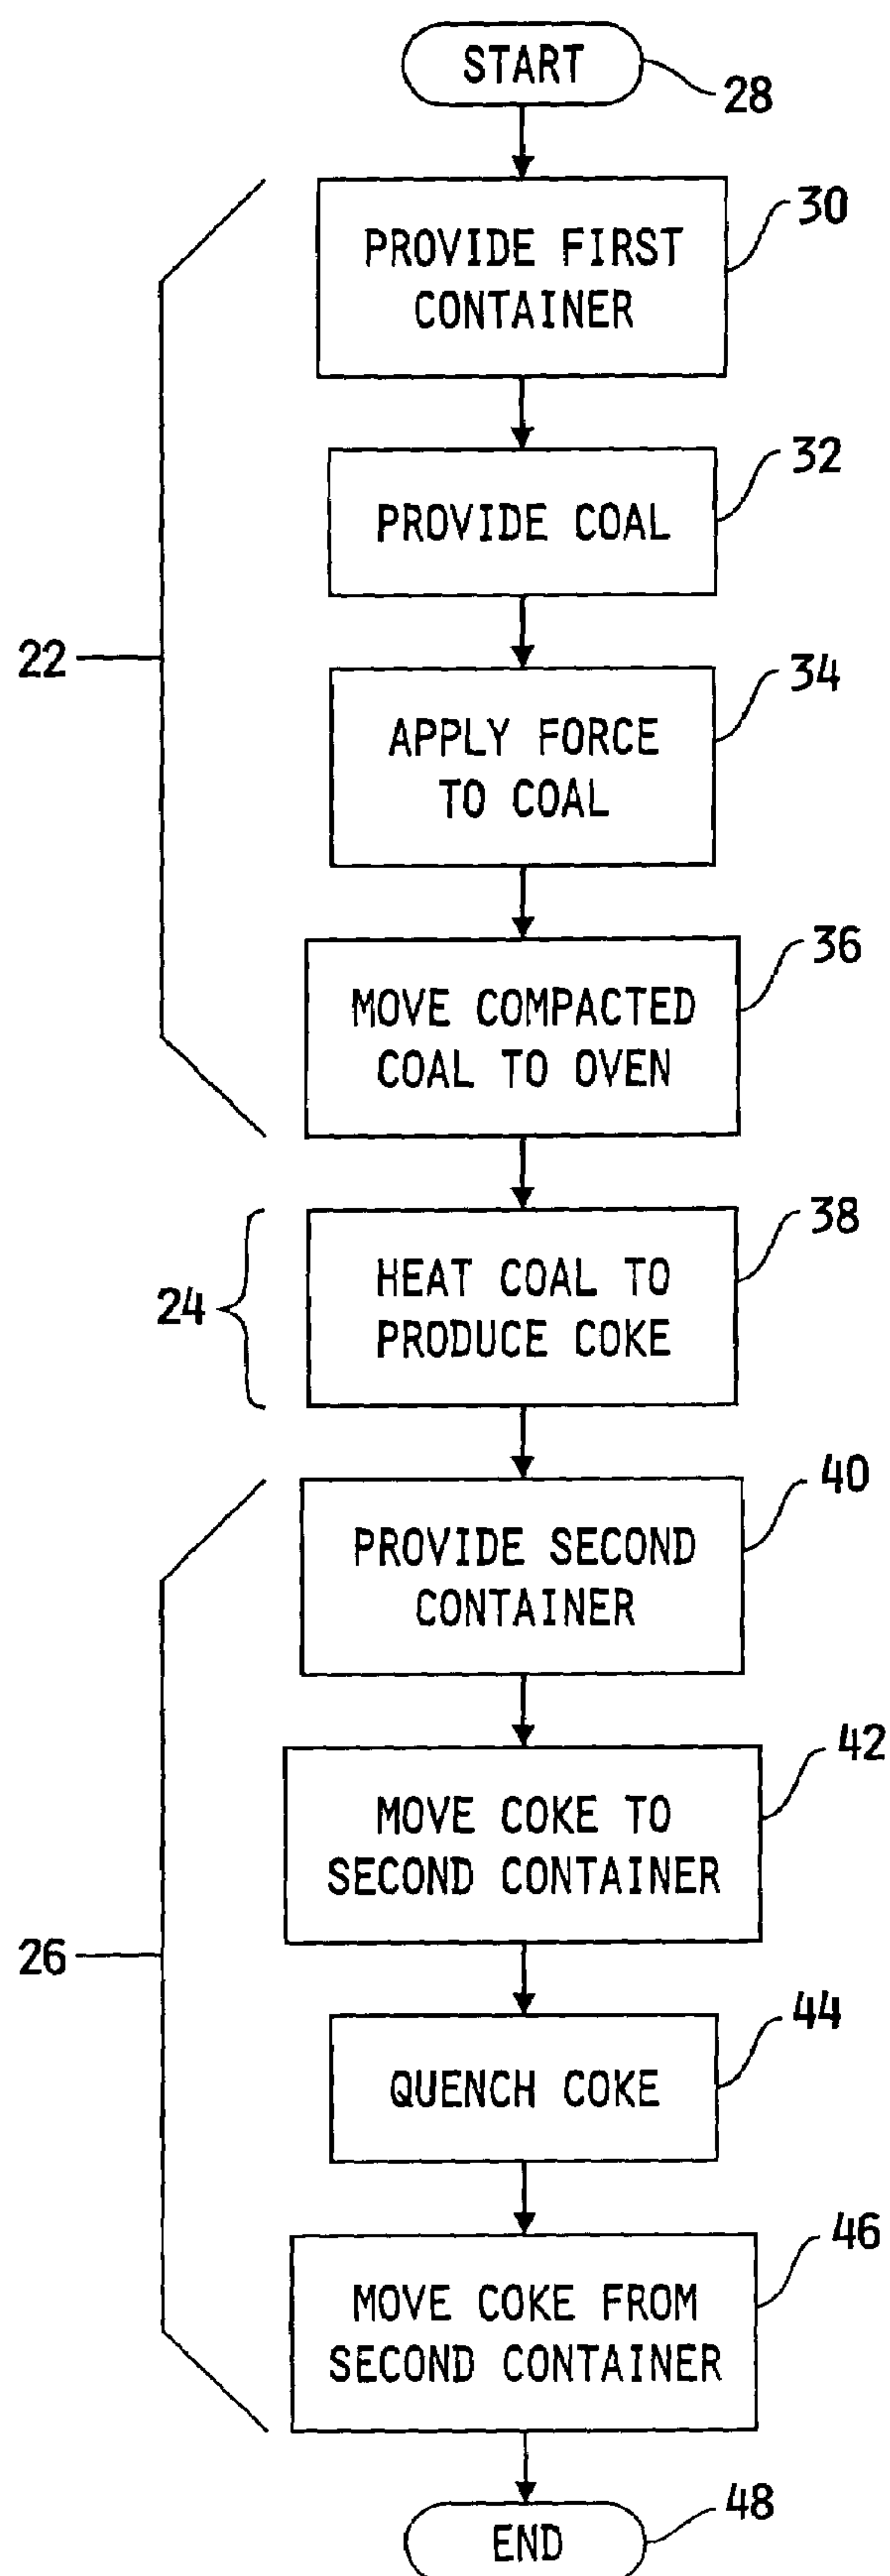 START
28
PROVIDE FIRST
CONTAINER
30
PROVIDE COAL
32
22
APPLY FORCE
TO COAL
34
MOVE COMPACTED
COAL TO OVEN
36
HEAT COAL TO
PRODUCE COKE
38
24
PROVIDE SECOND
CONTAINER
40
MOVE COKE TO
SECOND CONTAINER
42
26
QUENCH COKE
44
MOVE COKE FROM
SECOND CONTAINER
46
END
48